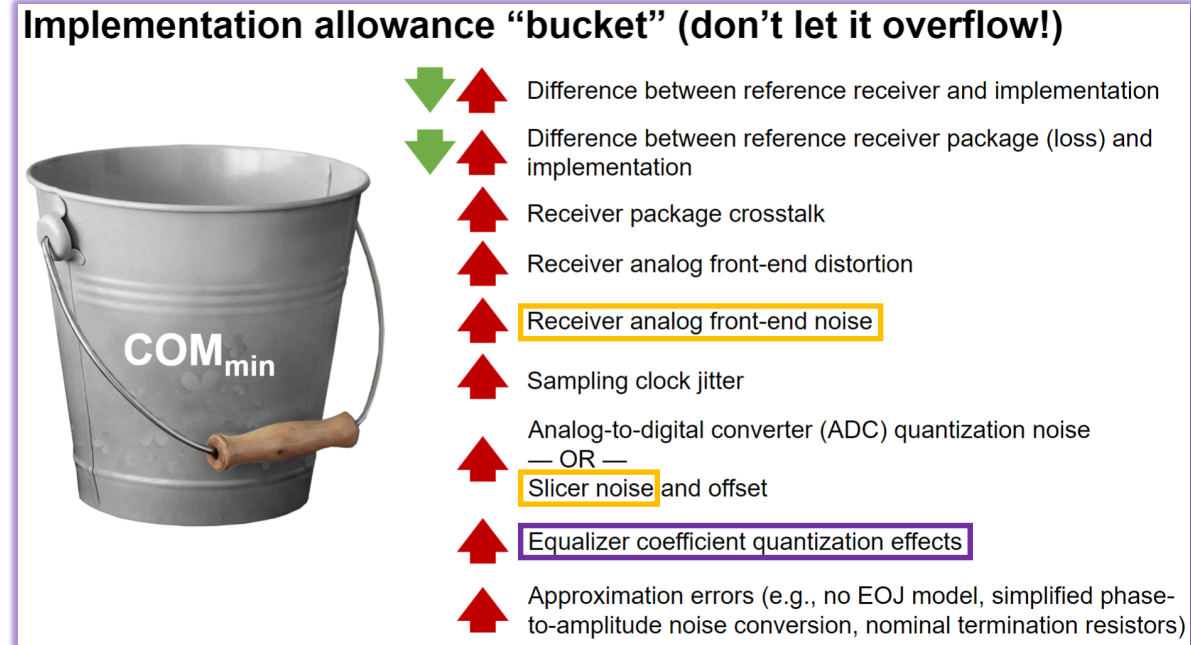 Implementation allowance “bucket” (don’t let it overflow!)
Difference between reference receiver and implementation
Difference between reference receiver package (loss) and
implementation
Receiver package crosstalk
Receiver analog front-end distortion
Receiver analog front-end noise
COMmin
Sampling clock jitter
Analog-to-digital converter (ADC) quantization noise
— OR —
Slicer noise and offset
Equalizer coefficient quantization effects
Approximation errors (e.g., no EOJ model, simplified phase-
to-amplitude noise conversion, nominal termination resistors)